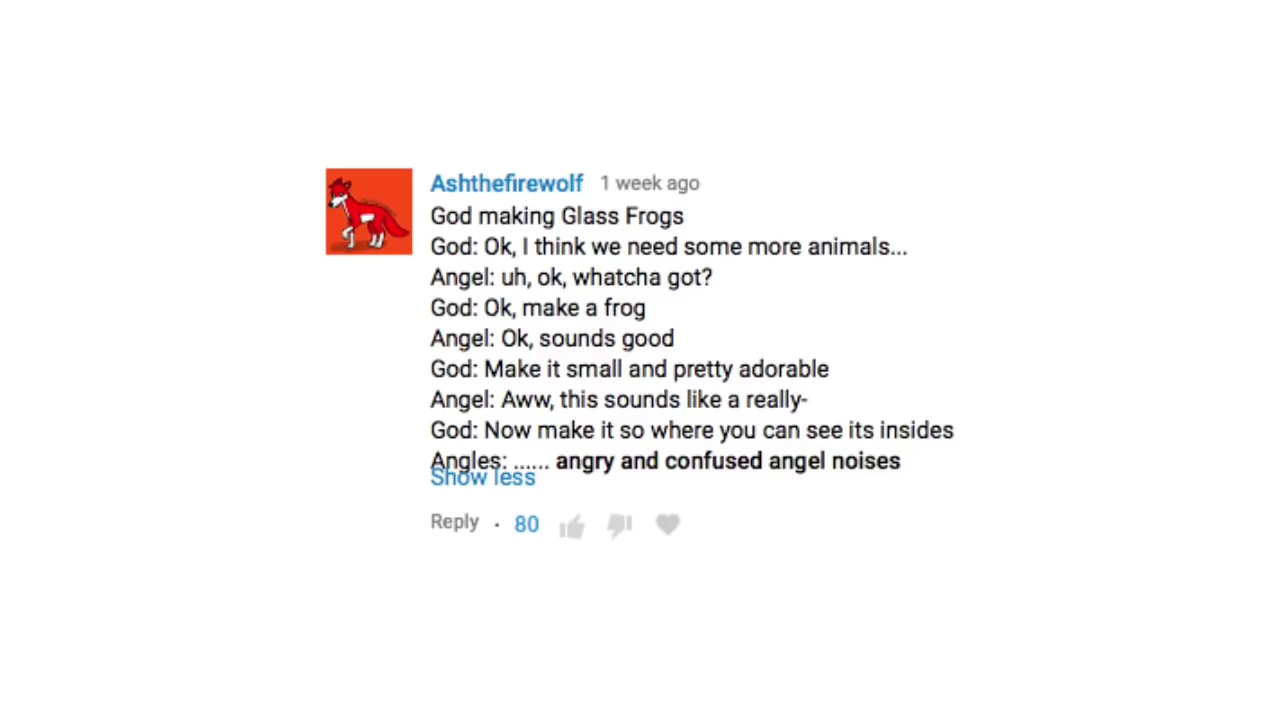 Ashthefirewolf 1 week ago
God making Glass Frogs
God: Ok, I think we need some more animals...
Angel: uh, ok, whatcha got?
God: Ok, make a frog
Angel: Ok, sounds good
God: Make it small and pretty adorable
Angel: Aww, this sounds like a really-
God: Now make it so where you can see its insides
Angles: ...... angry and confused angel noises
Show less
Reply · 80